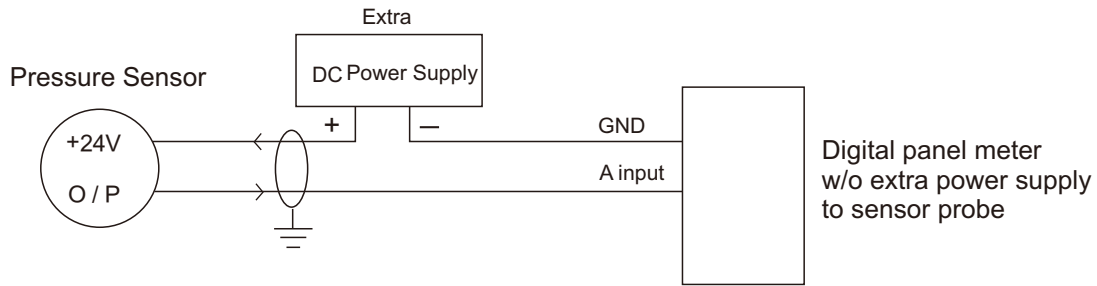 Extra
DC Power Supply
Pressure Sensor
+ –
+24V
GND
O / P
A input
Digital panel meter
w/o extra power supply
to sensor probe